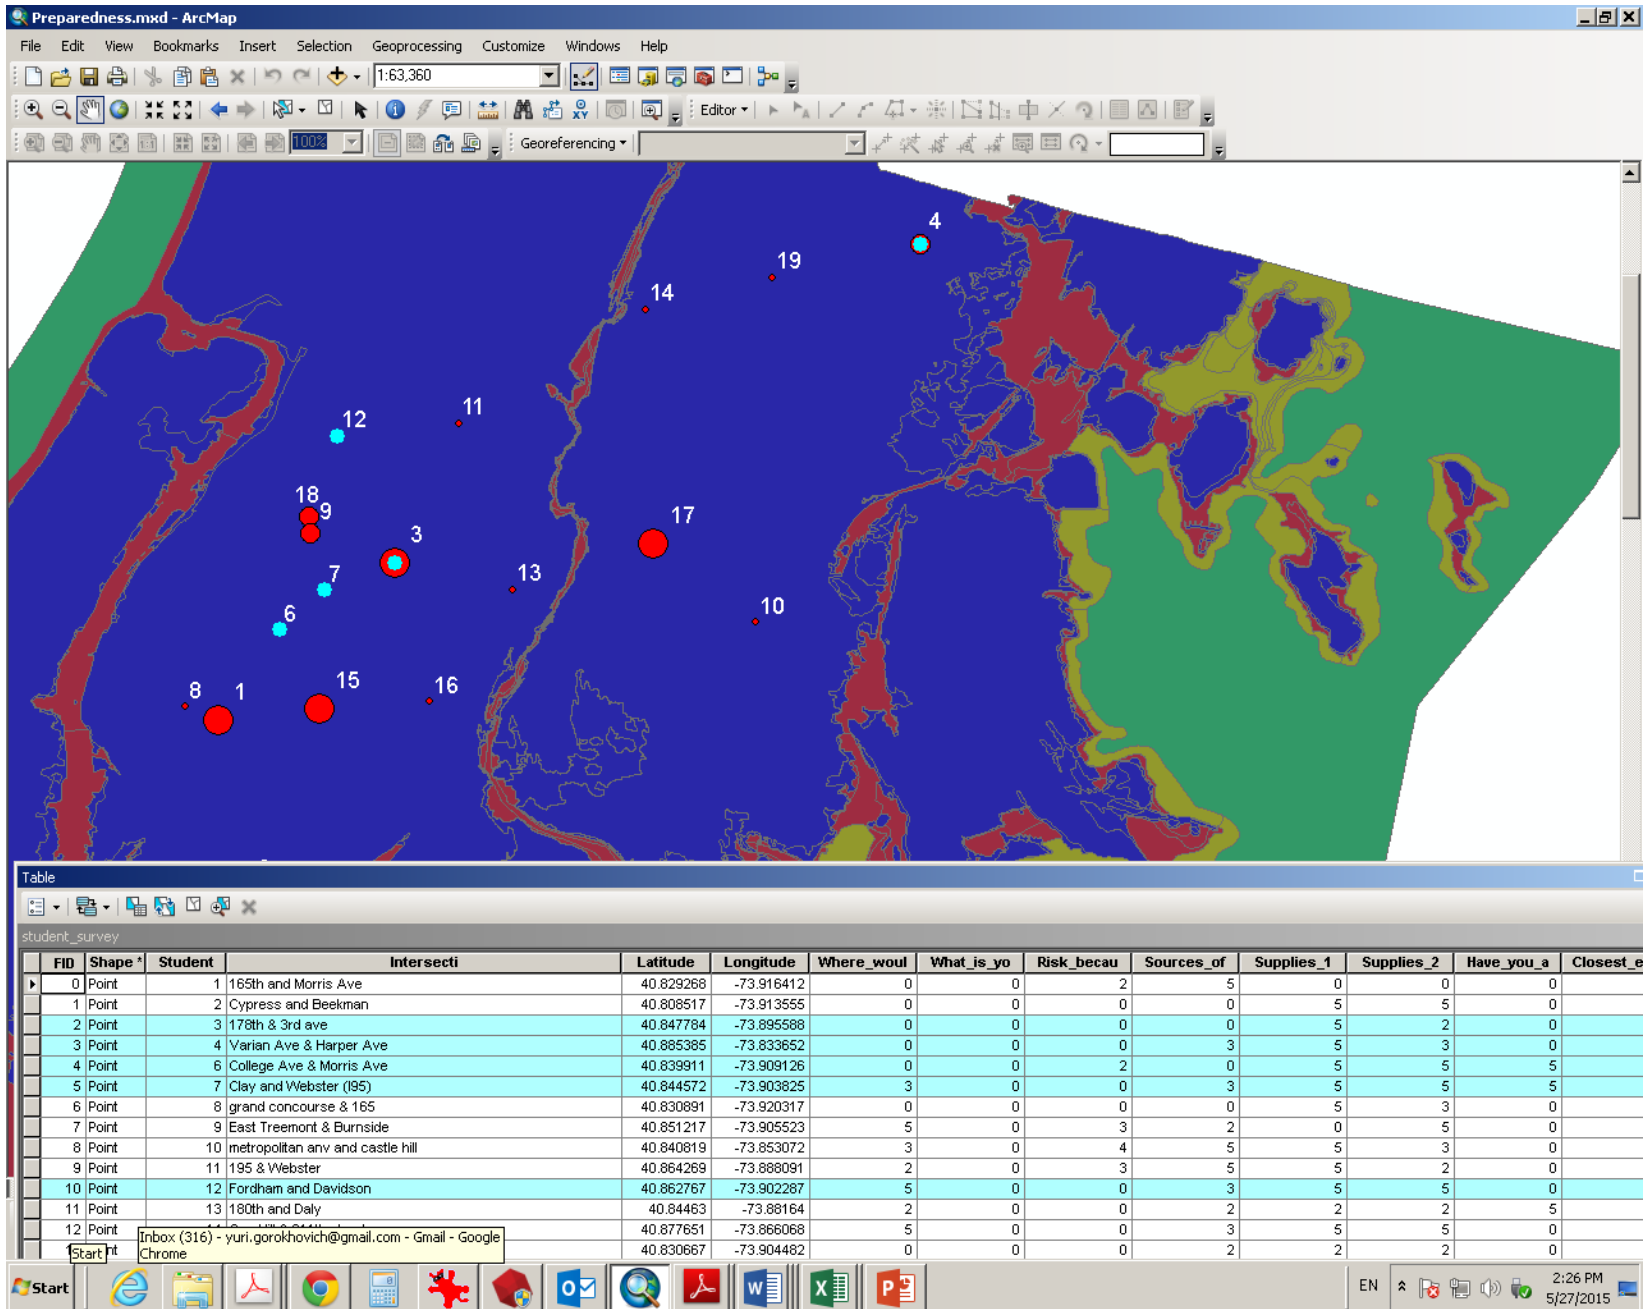 Preparedness.mxd - ArcMap
File Edit View Bookmarks Insert Selection Geoprocessing Customize Windows Help
1:63,360
Editor
100% Georeferencing
4
19
14
11
12
18
9
17
3
13
7
10
6
15
16
8 1
Table
student_survey
FID Shape * Student Intersecti Latitude Longitude Where_woul What_is_yo Risk_becau Sources_of Supplies_1 Supplies_2 Have_you_a Closest_e
0 Point 1 165th and Morris Ave 40.829268 -73.916412 0 0 2 5 0 0 0
1 Point 2 Cypress and Beekman 40.808517 -73.913555 0 0 0 0 5 5 0
2 Point 3 178th & 3rd ave 40.847784 -73.895588 0 0 0 0 5 2 0
3 Point 4 Varian Ave & Harper Ave 40.885385 -73.833652 0 0 0 3 5 3 0
4 Point 6 College Ave & Morris Ave 40.839911 -73.909126 0 0 2 0 5 5 5
5 Point 7 Clay and Webster (I95) 40.844572 -73.903825 3 0 0 3 5 5 5
6 Point 8 grand concourse & 165 40.830891 -73.920317 0 0 0 0 5 3 0
7 Point 9 East Treemont & Burnside 40.851217 -73.905523 5 0 3 2 0 5 0
8 Point 10 metropolitan anv and castle hill 40.840819 -73.853072 3 0 4 5 5 3 0
9 Point 11 195 & Webster 40.864269 -73.888091 2 0 3 5 5 2 0
10 Point 12 Fordham and Davidson 40.862767 -73.902287 5 0 0 3 5 5 0
11 Point 13 180th and Daly 40.84463 -73.88164 2 0 0 2 2 2 5
12 Point 40.877651 -73.866068 5 0 0 3 5 5 0
40.830667 -73.904482 0 0 0 2 2 2 0
Inbox (316) - yuri.gorokhovich@gmail.com - Gmail - Google
Chrome
Start
Start EN 2:26 PM
5/27/2015